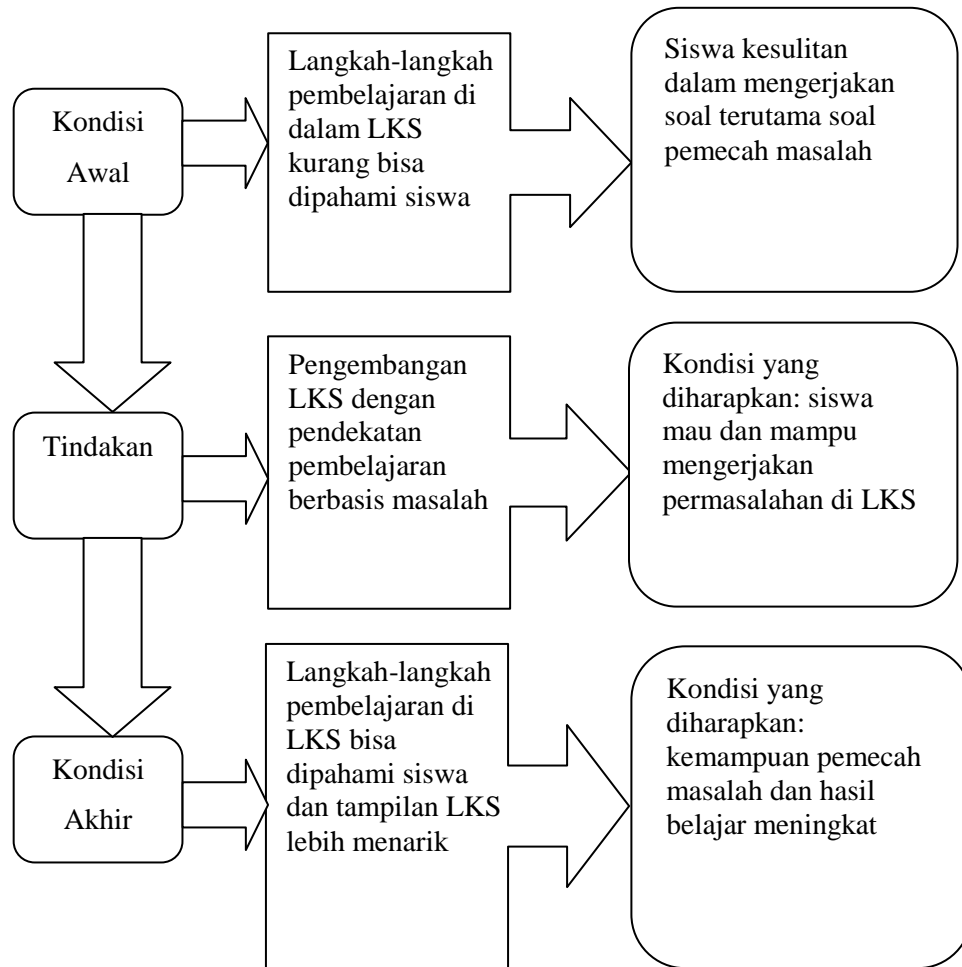 Kondisi
Awal
Langkah-langkah
pembelajaran di
dalam LKS
kurang bisa
dipahami siswa
Siswa kesulitan
dalam mengerjakan
soal terutama soal
pemecah masalah
Tindakan
Pengembangan
LKS dengan
pendekatan
pembelajaran
berbasis masalah
Kondisi yang
diharapkan: siswa
mau dan mampu
mengerjakan
permasalahan di LKS
Kondisi
Akhir
Langkah-langkah
pembelajaran di
LKS bisa
dipahami siswa
dan tampilan LKS
lebih menarik
Kondisi yang
diharapkan:
kemampuan pemecah
masalah dan hasil
belajar meningkat